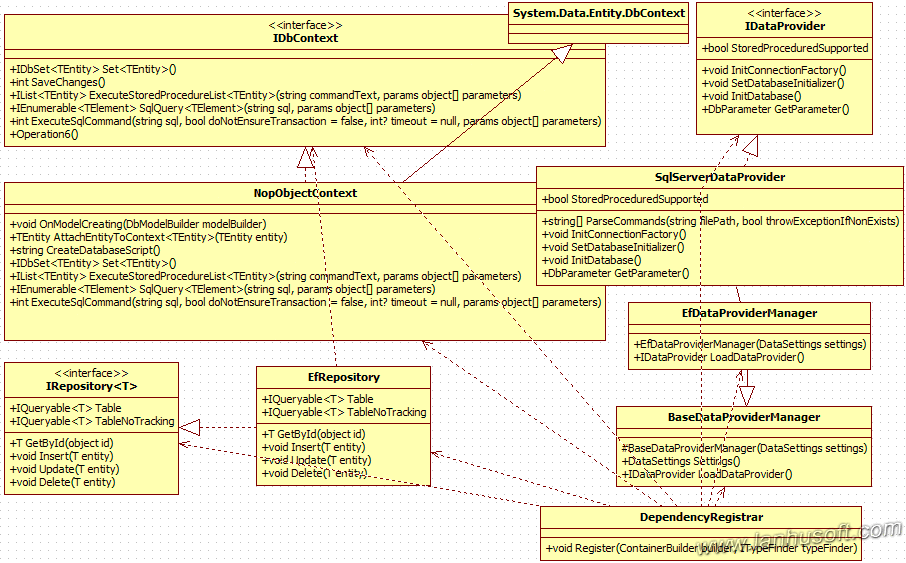 <<interface>>
IDbContext
+IDbSet<TEntity> Set<TEntity>()
+int SaveChanges()
+IList<TEntity> ExecuteStoredProcedureList<TEntity>(string commandText, params object[] parameters)
+IEnumerable<TElement> SqlQuery<TElement>(string sql, params object[] parameters)
+int ExecuteSqlCommand(string sql, bool doNotEnsureTransaction = false, int? timeout = null, params object[] parameters)
+Operation6()
System.Data.Entity.DbContext
<<interface>>
IDataProvider
+bool StoredProceduredSupported
+void InitConnectionFactory()
+void SetDatabaseInitializer()
+void InitDatabase()
+DbParameter GetParameter()
NopObjectContext
+void OnModelCreating(DbModelBuilder modelBuilder)
+TEntity AttachEntityToContext<TEntity>(TEntity entity)
+string CreateDatabaseScript()
+IDbSet<TEntity> Set<TEntity>()
+IList<TEntity> ExecuteStoredProcedureList<TEntity>(string commandText, params object[] parameters)
+IEnumerable<TElement> SqlQuery<TElement>(string sql, params object[] parameters)
+int ExecuteSqlCommand(string sql, bool doNotEnsureTransaction = false, int? timeout = null, params object[] parameters)
SqlServerDataProvider
+bool StoredProceduredSupported
+string[] ParseCommands(string filePath, bool throwExceptionIfNonExists)
+void InitConnectionFactory()
+void SetDatabaseInitializer()
+void InitDatabase()
+DbParameter GetParameter()
EfDataProviderManager
+EfDataProviderManager(DataSettings settings)
+IDataProvider LoadDataProvider()
<<interface>>
IRepository<T>
+IQueryable<T> Table
+IQueryable<T> TableNoTracking
+T GetById(object id)
+void Insert(T entity)
+void Update(T entity)
+void Delete(T entity)
EfRepository
+IQueryable<T> Table
+IQueryable<T> TableNoTracking
+T GetById(object id)
+void Insert(T entity)
+void Update(T entity)
+void Delete(T entity)
BaseDataProviderManager
#BaseDataProviderManager(DataSettings settings)
+DataSettings Settings()
+IDataProvider LoadDataProvider()
DependencyRegistrar
+void Register(ContainerBuilder builder, ITypeFinder typeFinder)
www.lanhusoft.com